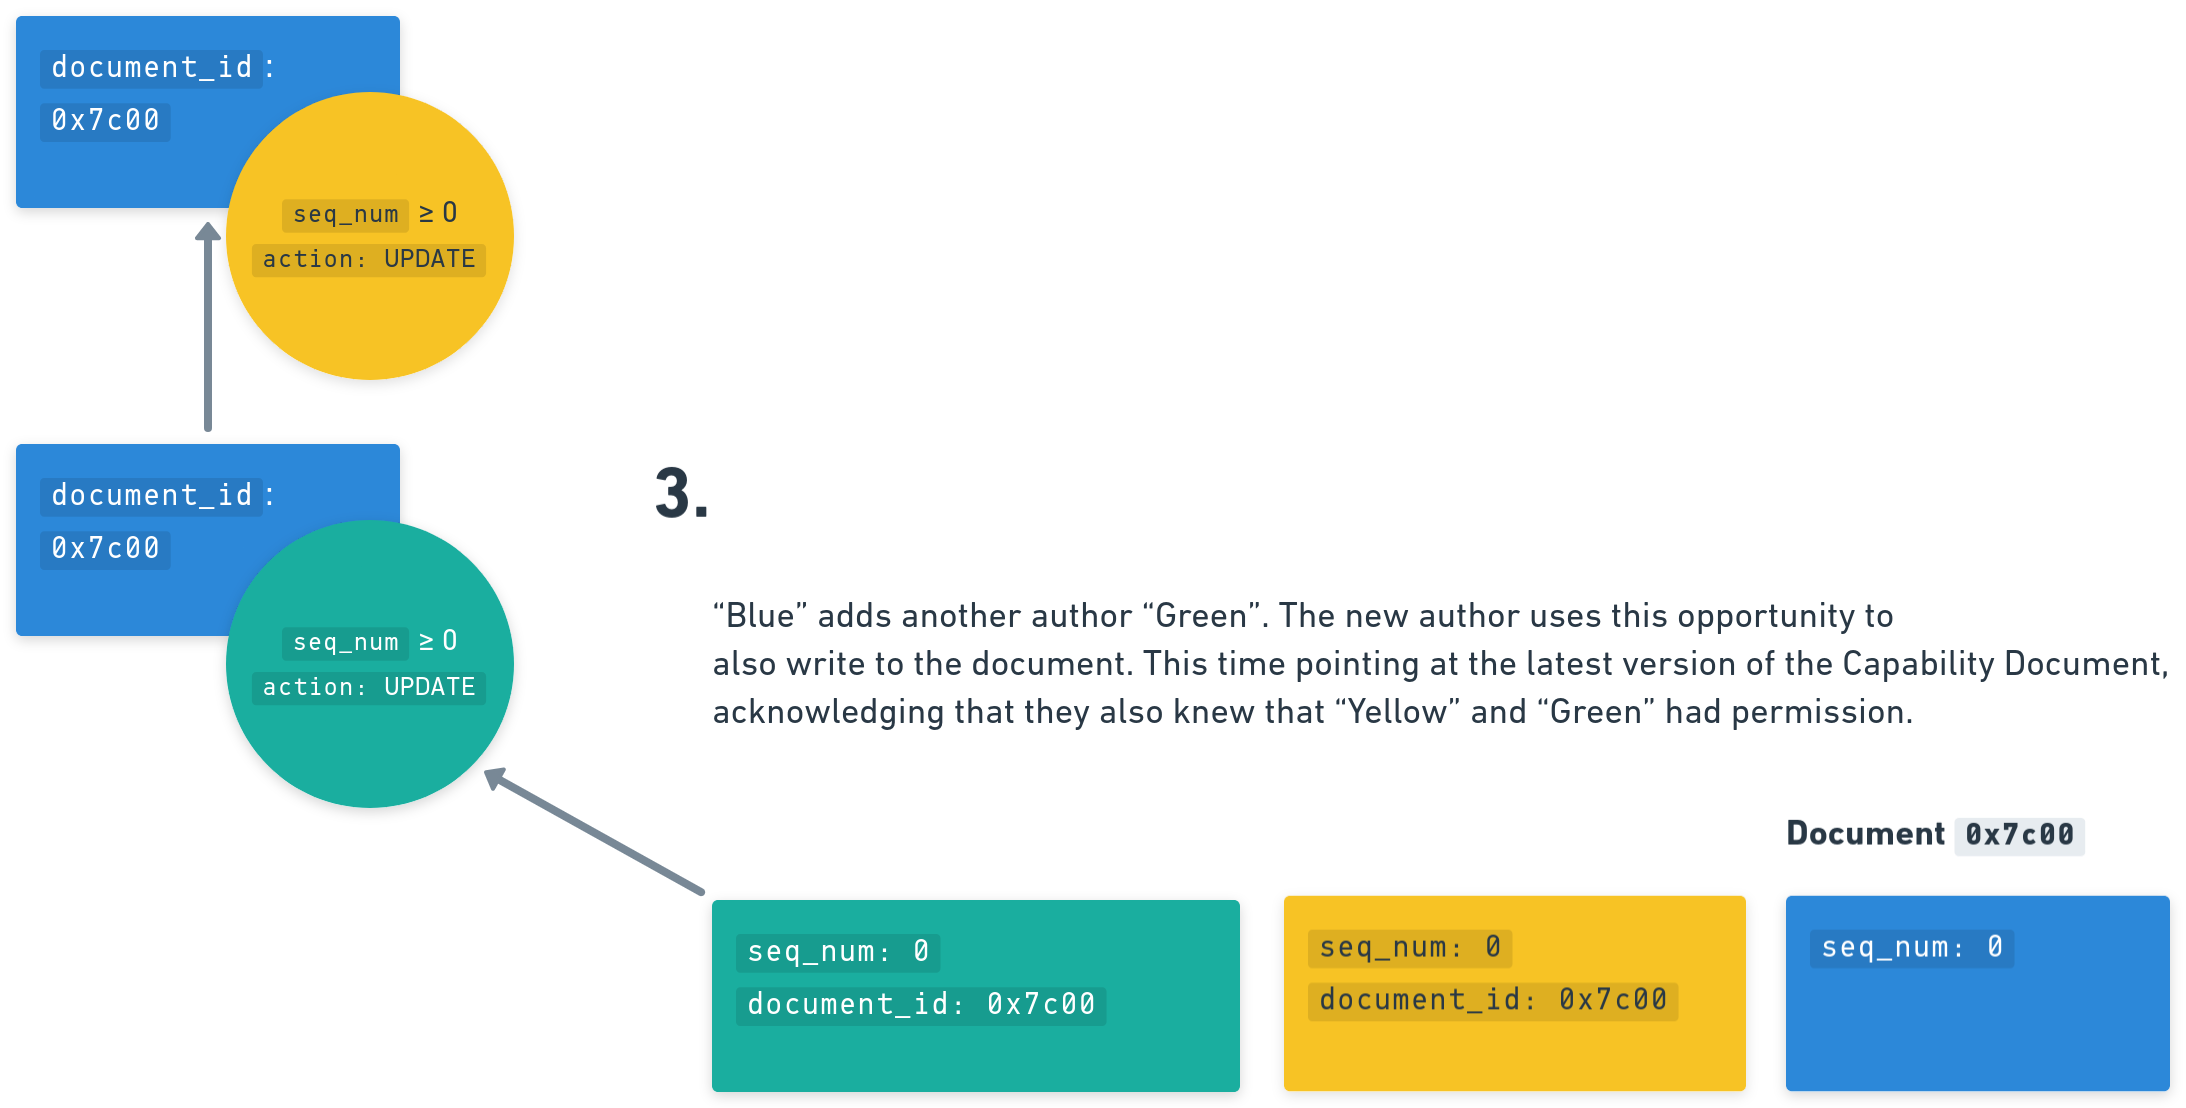 document_id:
0x7c00
seq_num ≥ 0
action: UPDATE
document_id:
0x7c00
seq_num ≥ 0
action: UPDATE
3.
“Blue” adds another author “Green”. The new author uses this opportunity to
also write to the document. This time pointing at the latest version of the Capability Document,
acknowledging that they also knew that “Yellow” and “Green” had permission.
Document 0x7c00
seq_num: 0
document_id: 0x7c00
seq_num: 0
document_id: 0x7c00
seq_num: 0